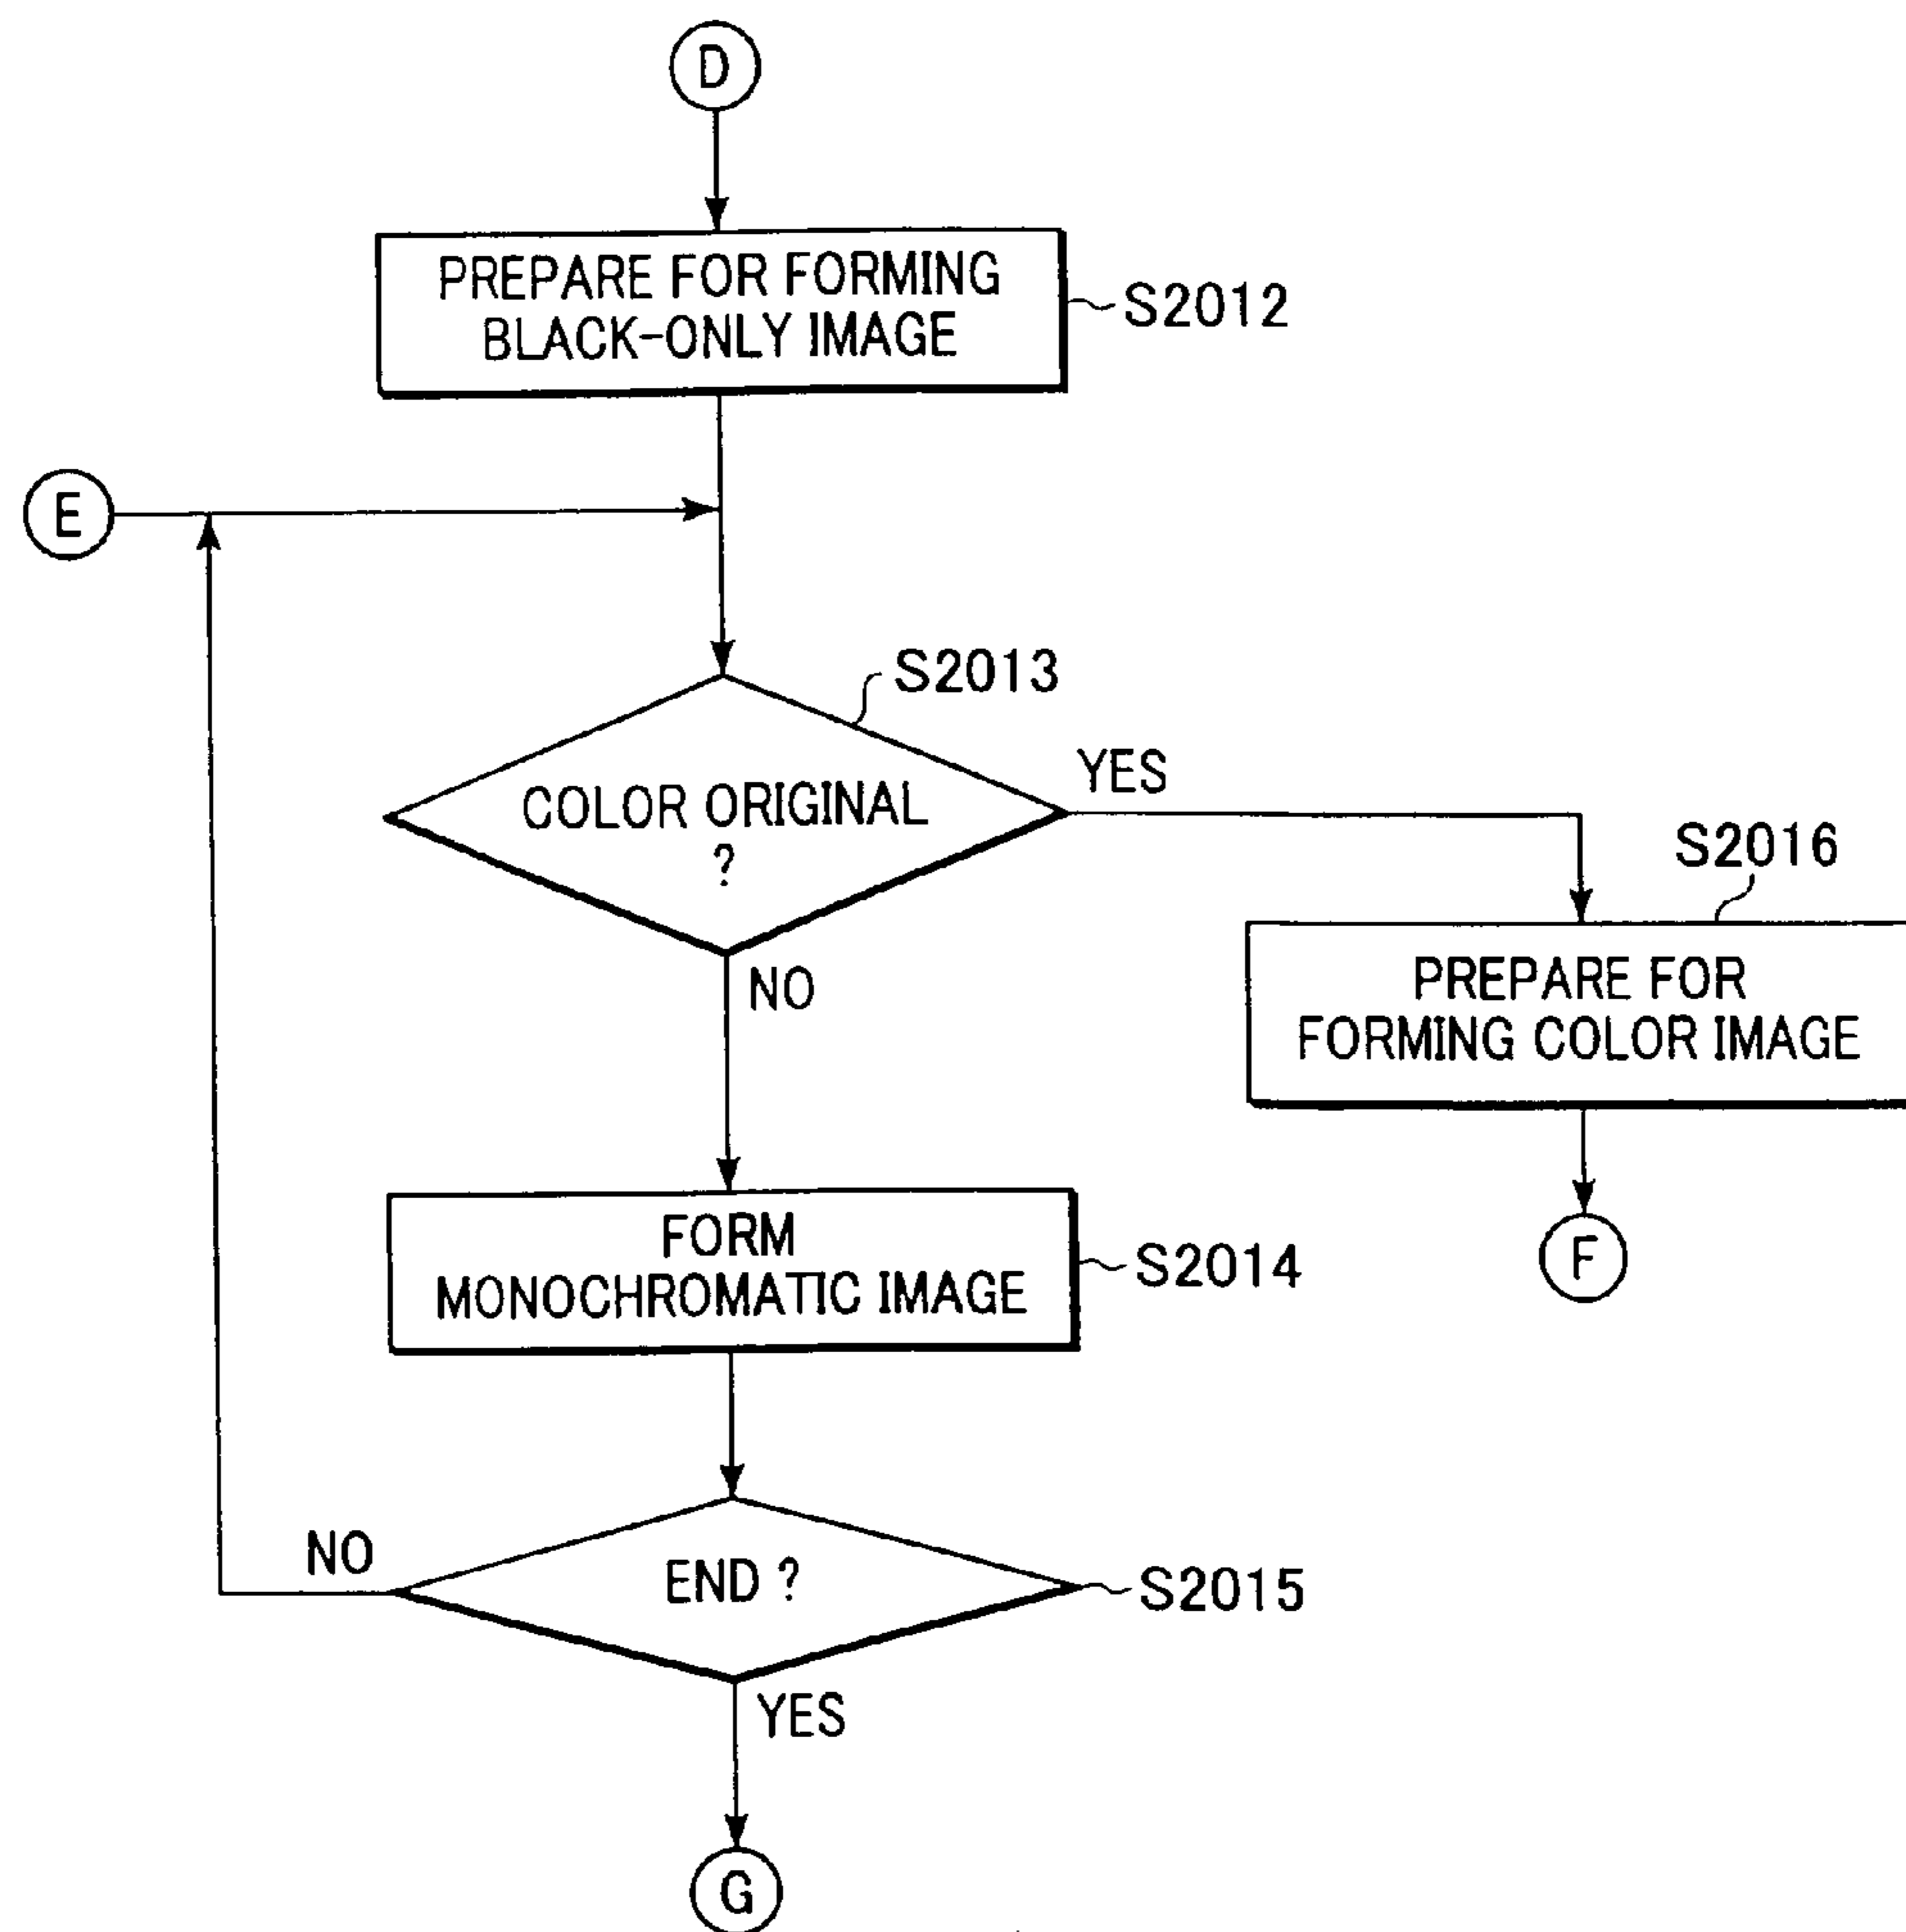 D
PREPARE FOR FORMING
BLACK-ONLY IMAGE
S2012
E
S2013
COLOR ORIGINAL
?
YES
S2016
PREPARE FOR
FORMING COLOR IMAGE
NO
FORM
MONOCHROMATIC IMAGE
S2014
F
NO
END ?
S2015
YES
G